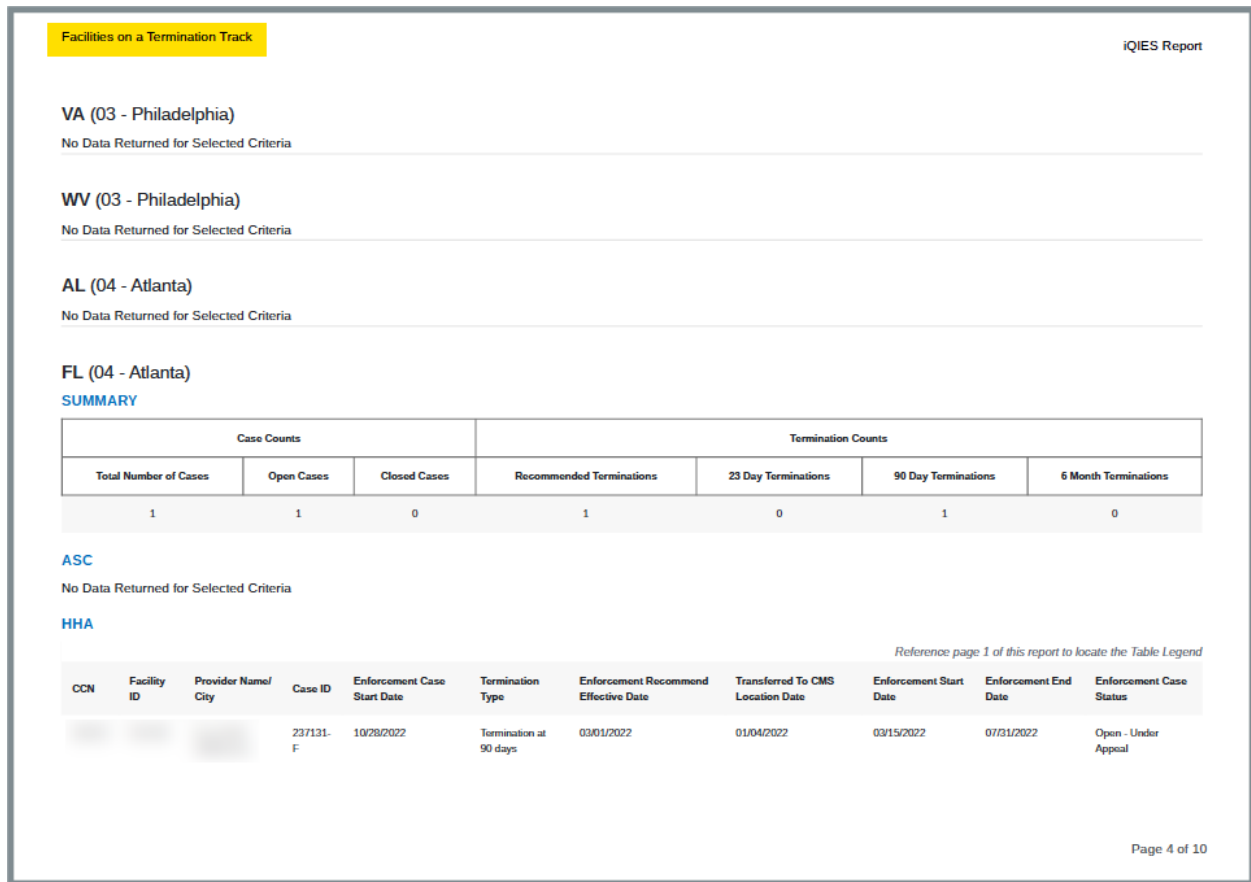 Facilities on a Termination Track
iQIES Report
VA (03 - Philadelphia)
No Data Returned for Selected Criteria
WV (03 - Philadelphia)
No Data Returned for Selected Criteria
AL (04 - Atlanta)
No Data Returned for Selected Criteria
FL (04 - Atlanta)
SUMMARY
Case Counts Termination Counts
Total Number of Cases Open Cases Closed Cases Recommended Terminations 23 Day Terminations 90 Day Terminations 6 Month Terminations
1 1 0 1 0 1 0
ASC
No Data Returned for Selected Criteria
HHA
Reference page 1 of this report to locate the Table Legend
CCN Facility ID Provider Name/ City Case ID Enforcement Case Start Date Termination Type Enforcement Recommend Effective Date Transferred To CMS Location Date Enforcement Start Date Enforcement End Date Enforcement Case Status
237131-F 10/28/2022 Termination at 90 days 03/01/2022 01/04/2022 03/15/2022 07/31/2022 Open - Under Appeal
Page 4 of 10